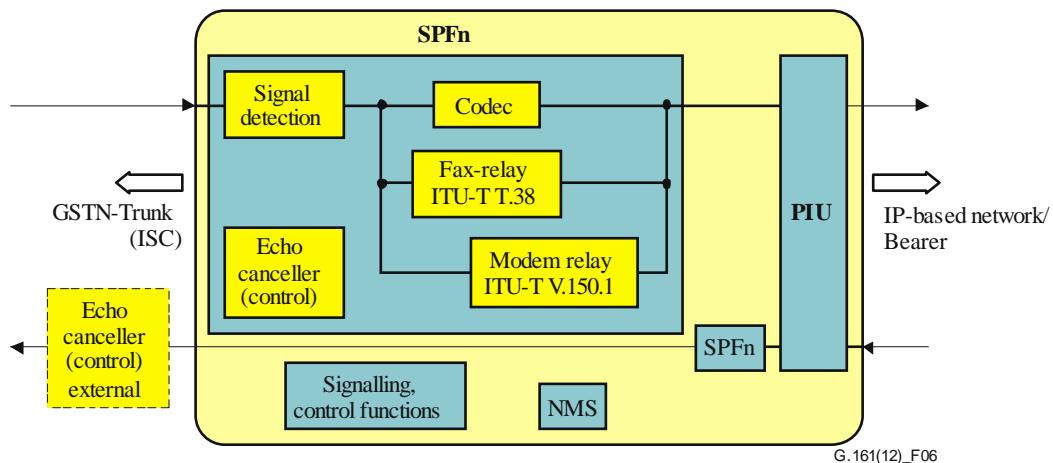 SPFn
Signal
detection
Codec
Fax-relay
ITU-T T.38
Modem relay
ITU-T V.150.1
Echo
canceller
(control)
PIU
GSTN-Trunk
(ISC)
IP-based network/
Bearer
Echo
canceller
(control)
external
SPFn
Signalling,
control functions
NMS
G.161(12)_F06